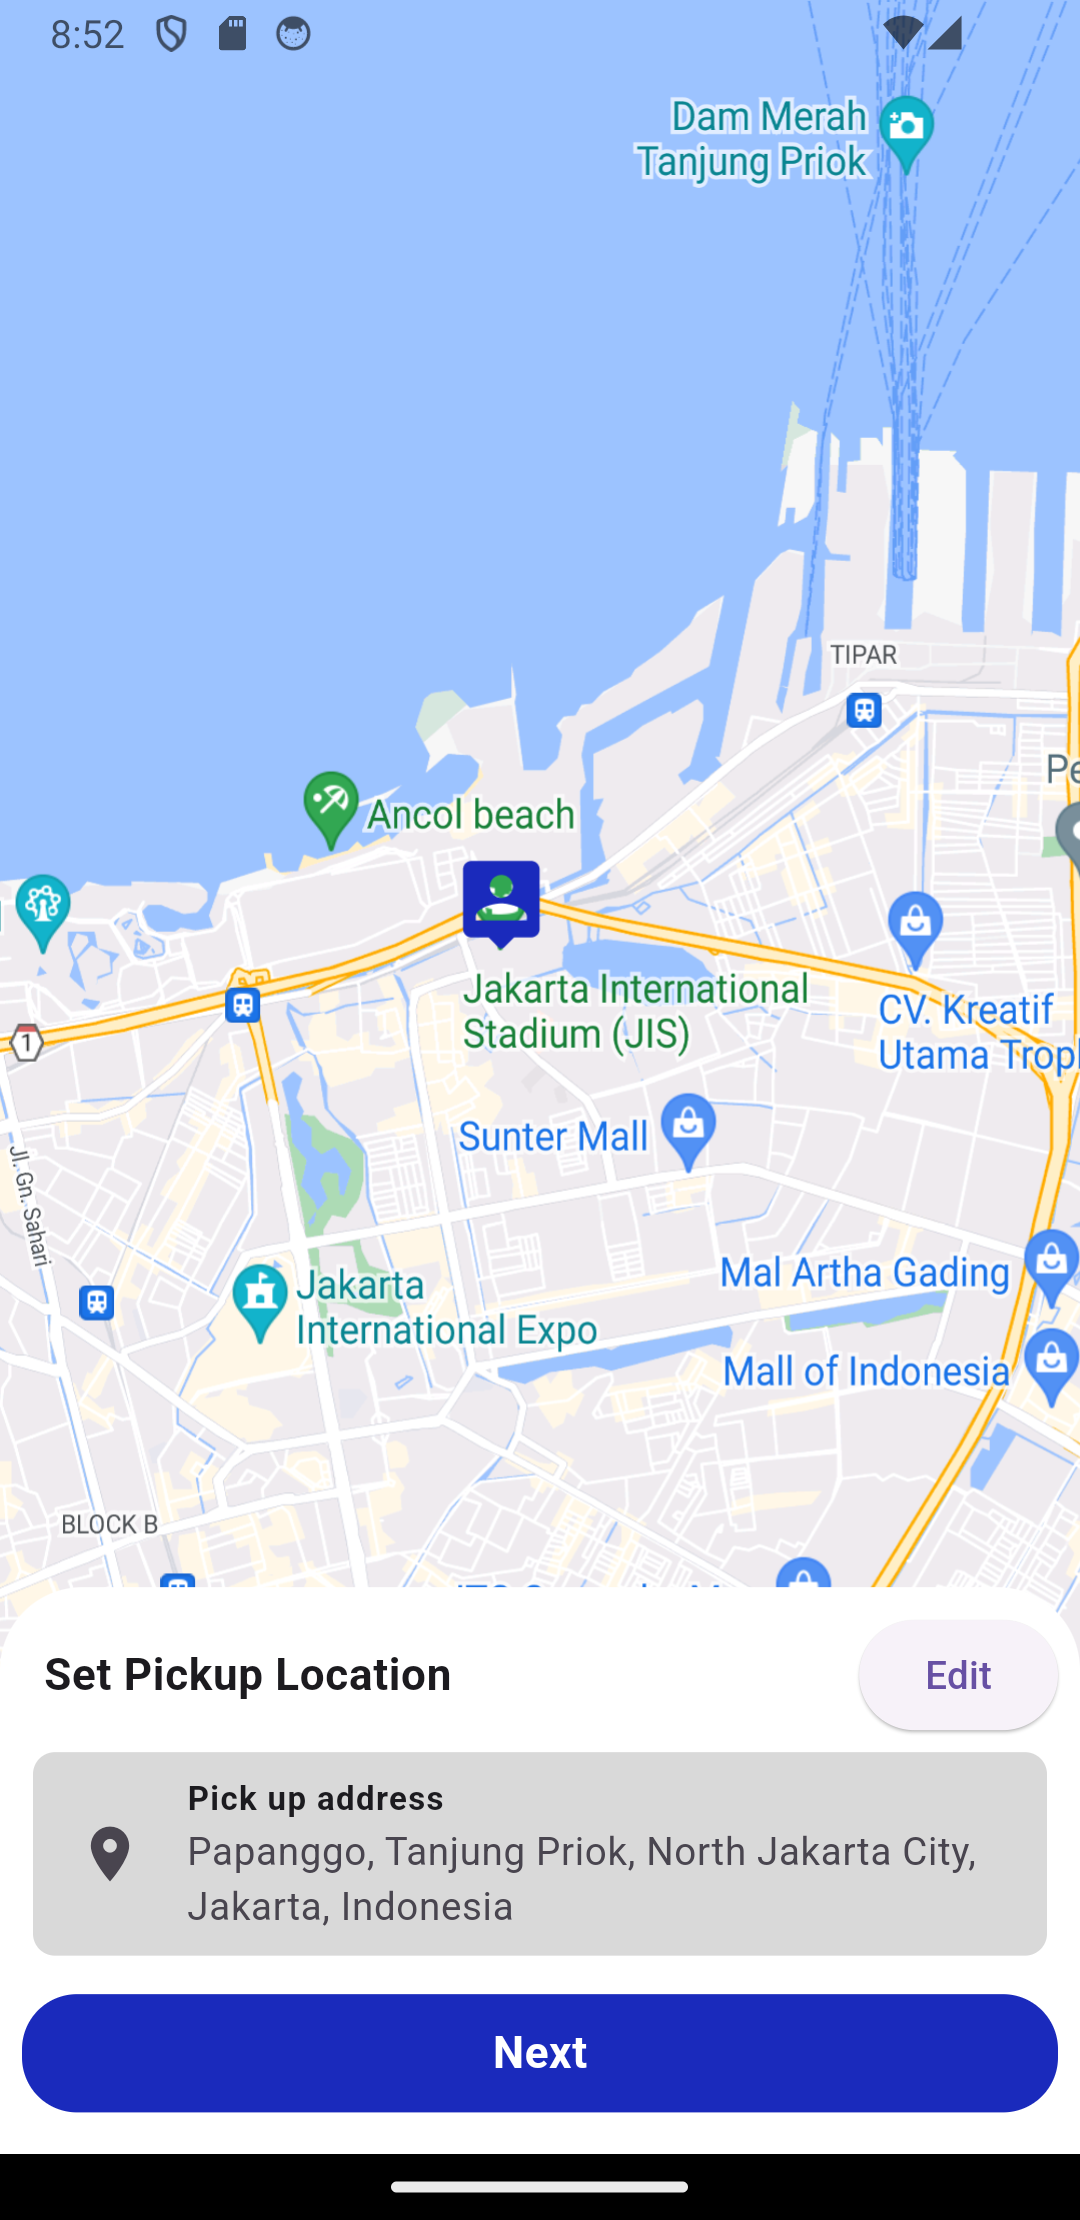 8:52
Dam Merah
Tanjung Priok
TIPAR
Pe
Ancol beach
Jakarta International
Stadium (JIS)
CV. Kreatif
Utama Trop
1
Sunter Mall
Jl. Gn. Sahari
Mal Artha Gading
Jakarta
International Expo
Mall of Indonesia
BLOCK B
Set Pickup Location
Edit
Pick up address
Papanggo, Tanjung Priok, North Jakarta City,
Jakarta, Indonesia
Next